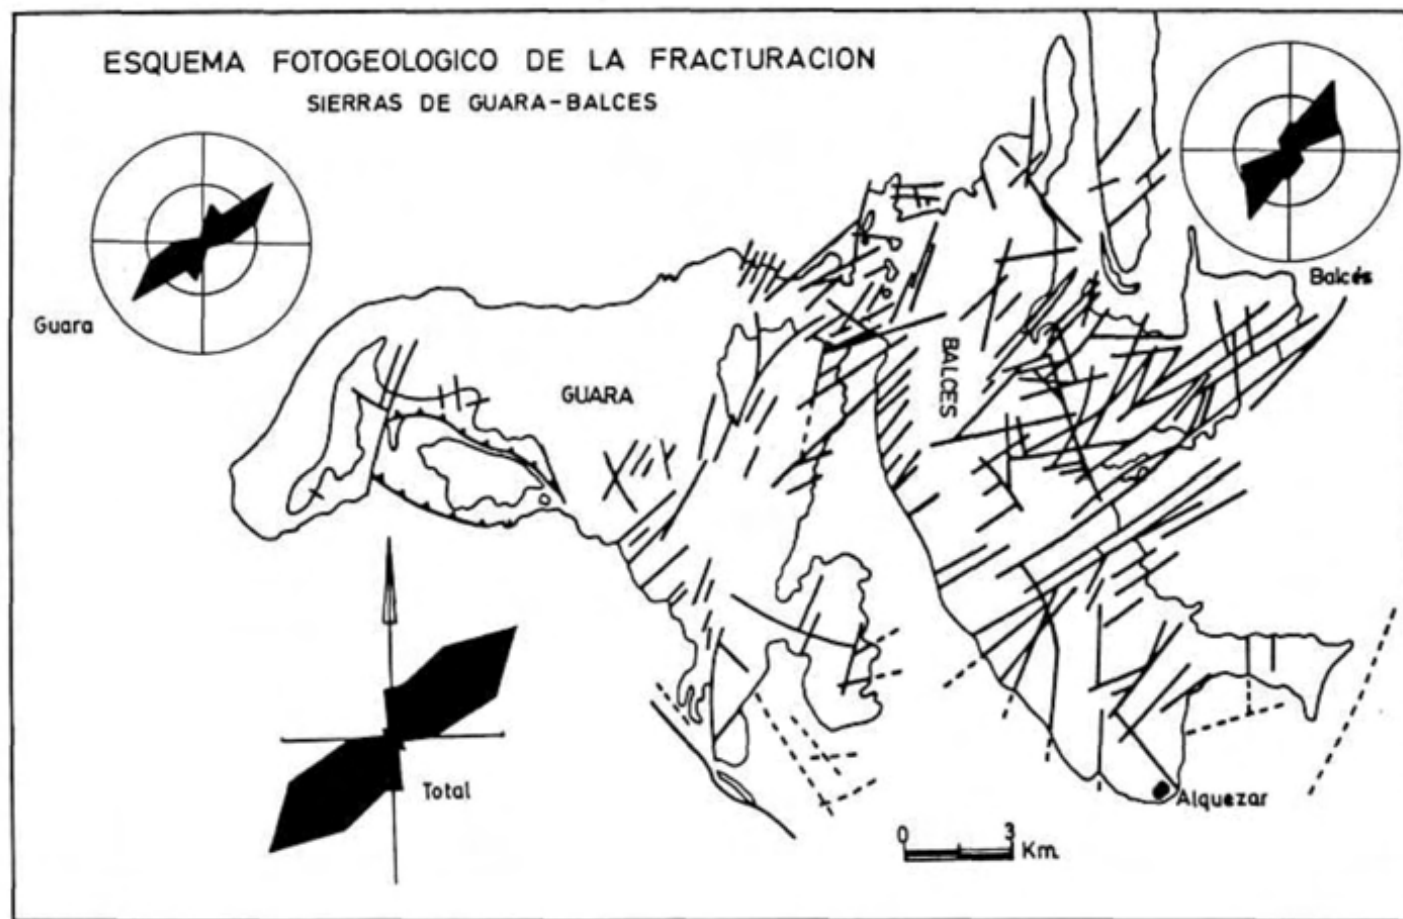 ESQUEMA FOTOGEOLOGICO DE LA FRACTURACION
SIERRAS DE GUARA-BALCES
Guara
Balcés
GUARA
BALCES
Total
Alquezar
0 3
Km.